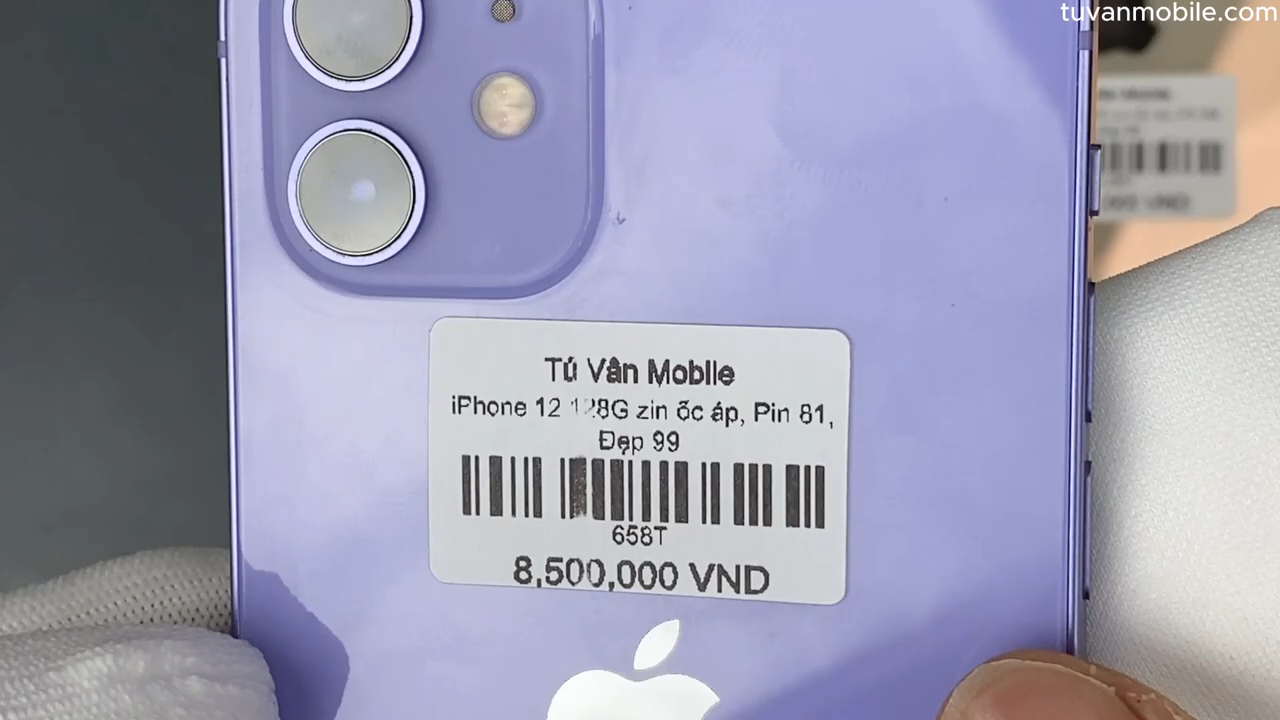 tuvanmobile.com
Tú Vân Mobile
iPhone 12 128G zin ốc áp, Pin 81,
Đẹp 99
658T
8,500,000 VND